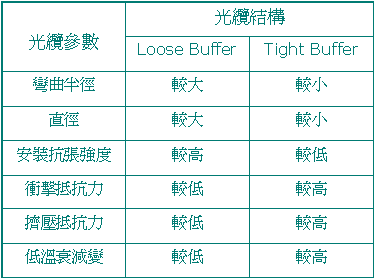 光纜結構
光纜參數
Loose Buffer Tight Buffer
彎曲半徑 較大 較小
直徑 較大 較小
安裝抗張強度 較高 較低
衝擊抵抗力 較低 較高
擠壓抵抗力 較低 較高
低溫衰減變 較低 較高